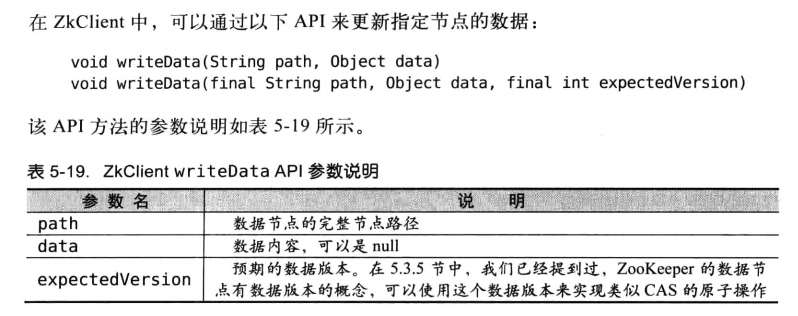 在 ZkClient 中，可以通过以下 API 来更新指定节点的数据：
void writeData(String path, Object data)
void writeData(final String path, Object data, final int expectedVersion)
该 API 方法的参数说明如表 5-19 所示。
表 5-19. ZkClient writeData API 参数说明
参 数 名 说 明
path 数据节点的完整节点路径
data 数据内容，可以是 null
expectedVersion 预期的数据版本。在 5.3.5 节中，我们已经提到过，ZooKeeper 的数据节
点有数据版本的概念，可以使用这个数据版本来实现类似 CAS 的原子操作